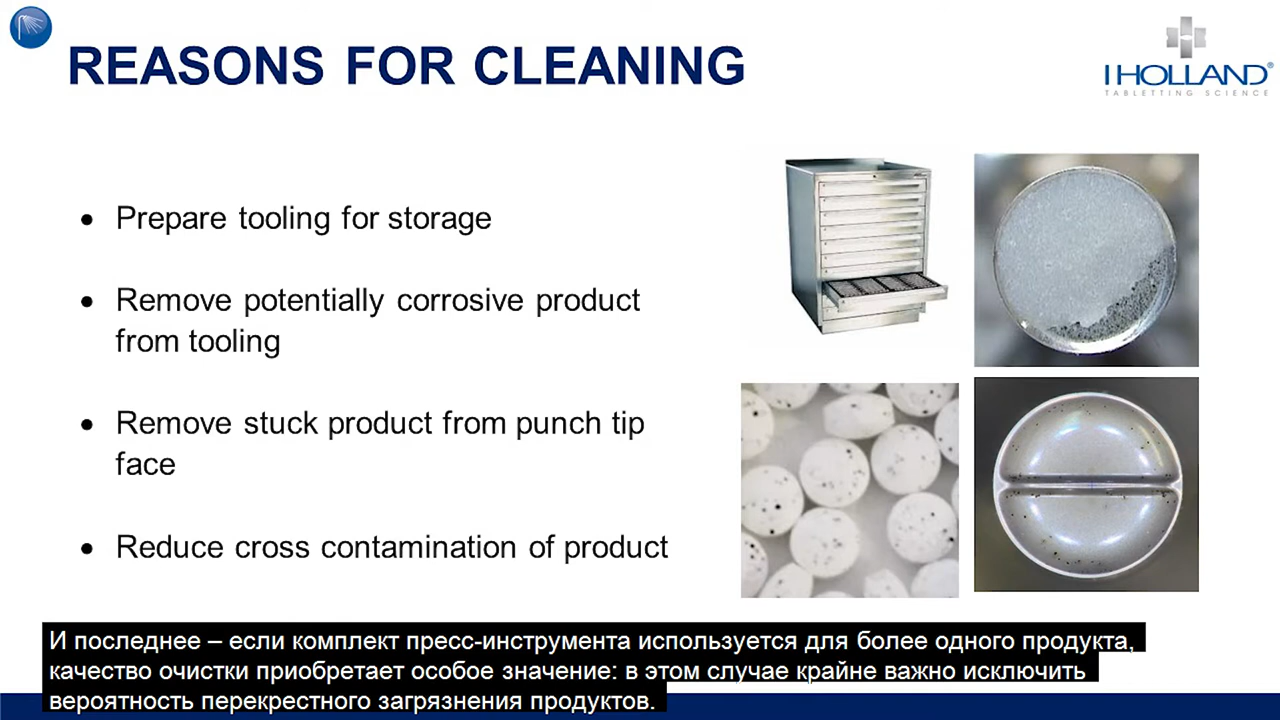 REASONS FOR CLEANING
I HOLLAND®
TABLETTING SCIENCE
• Prepare tooling for storage
• Remove potentially corrosive product
from tooling
• Remove stuck product from punch tip
face
• Reduce cross contamination of product
И последнее – если комплект пресс-инструмента используется для более одного продукта,
качество очистки приобретает особое значение: в этом случае крайне важно исключить
вероятность перекрестного загрязнения продуктов.